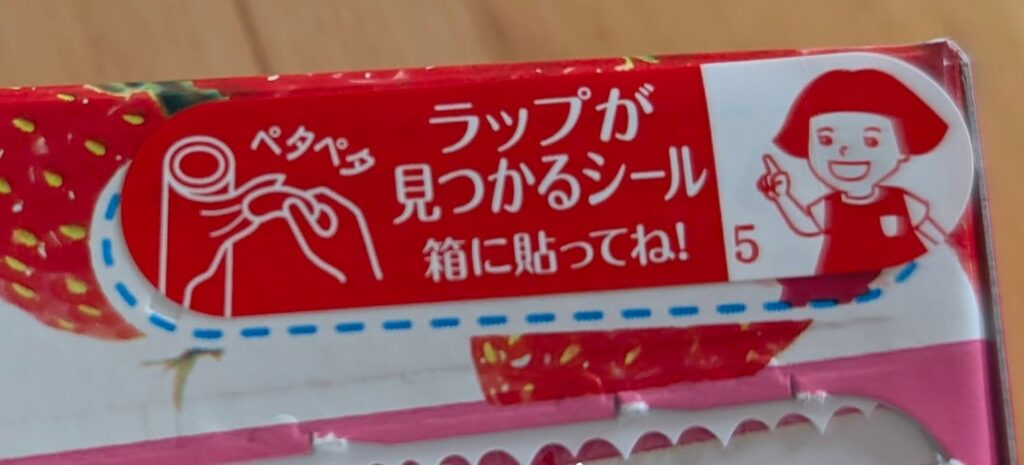 ペタペタ
ラップが
見つかるシール
箱に貼ってね!
5